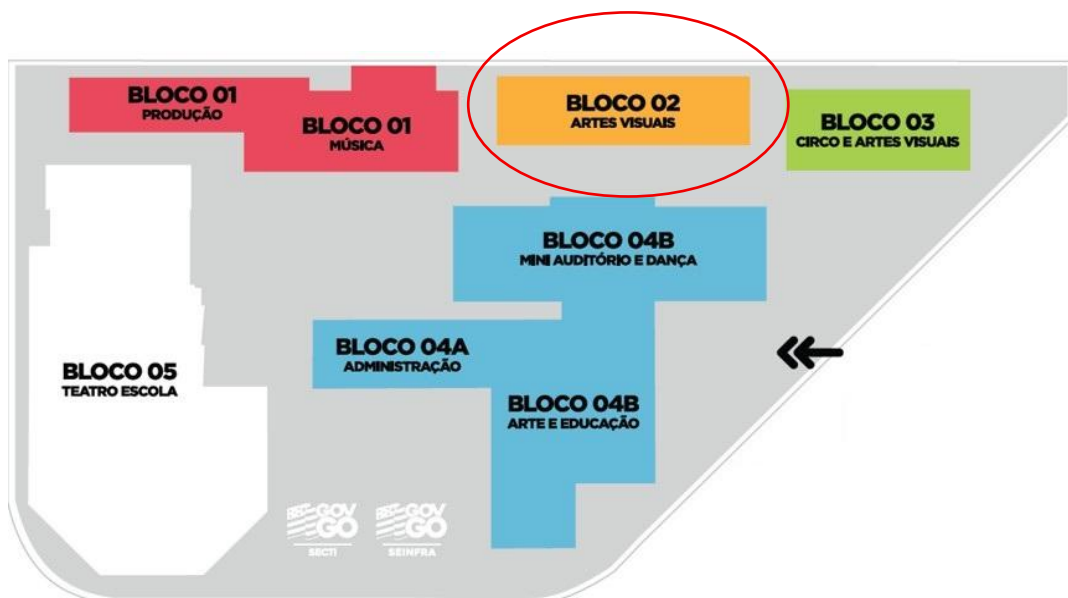 BLOCO 01
PRODUÇÃO
BLOCO 01
MÚSICA
BLOCO 02
ARTES VISUAIS
BLOCO 03
CIRCO E ARTES VISUAIS
BLOCO 04B
MINI AUDITÓRIO E DANÇA
BLOCO 04A
ADMINISTRAÇÃO
BLOCO 05
TEATRO ESCOLA
BLOCO 04B
ARTE E EDUCAÇÃO
GOV
GO
SECTI
GOV
GO
SEINFRA